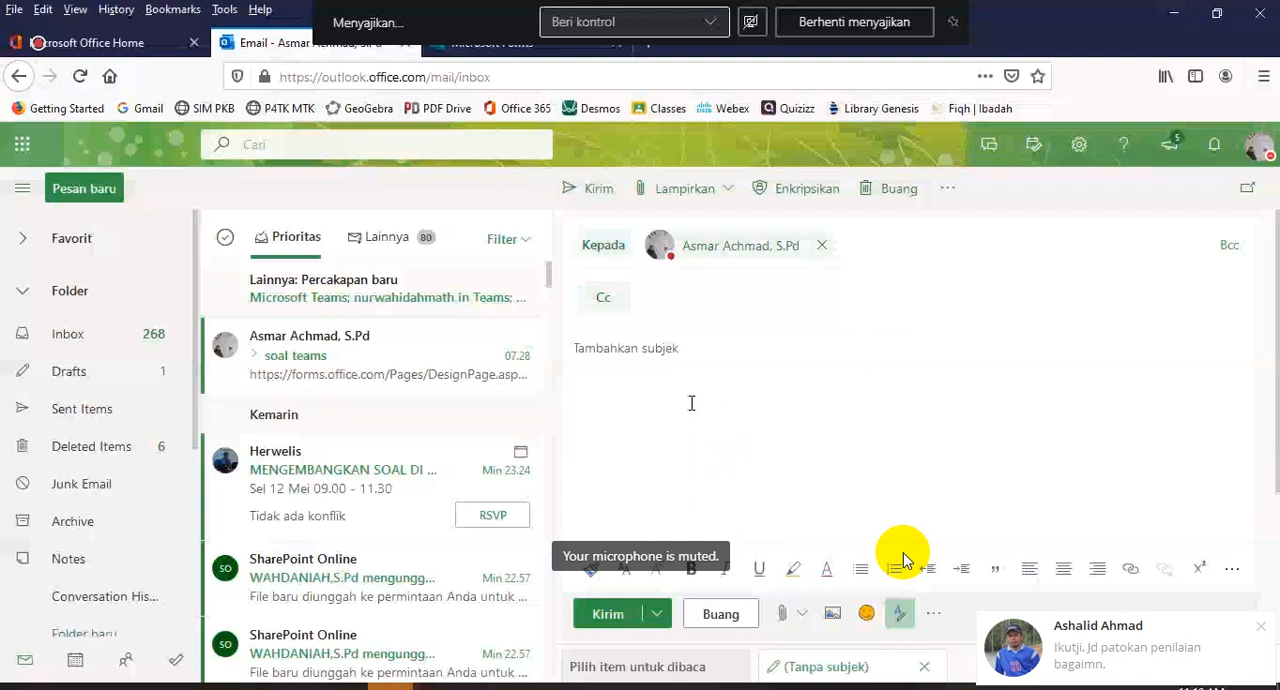 File Edit View History Bookmarks Tools Help
Menyajikan...
Beri kontrol
Berhenti menyajikan
Microsoft Office Home
Email - Asmar Achmad, S.Pd
Microsoft Forms
https://outlook.office.com/mail/inbox
Getting Started Gmail SIM PKB P4TK MTK GeoGebra PDF Drive Office 365 Desmos Classes Webex Quizizz Library Genesis Fiqh | Ibadah
Cari
5
Pesan baru
Kirim Lampirkan Enkripsikan Buang
Favorit
Folder
Inbox 268
Drafts 1
Sent Items
Deleted Items 6
Junk Email
Archive
Notes
Conversation His...
Folder baru
Prioritas Lainnya 80 Filter
Lainnya: Percakapan baru
Microsoft Teams; nurwahidahmath in Teams; ...
Asmar Achmad, S.Pd
soal teams 07.28
https://forms.office.com/Pages/DesignPage.asp...
Kemarin
Herwelis
MENGEMBANGKAN SOAL DI ... Min 23.24
Sel 12 Mei 09.00 - 11.30
Tidak ada konflik RSVP
SO SharePoint Online
WAHDANIAH,S.Pd mengungg... Min 22.57
File baru diunggah ke permintaan Anda untuk ...
SO SharePoint Online
WAHDANIAH,S.Pd mengungg... Min 22.57
File baru diunggah ke permintaan Anda untuk ...
Kepada Asmar Achmad, S.Pd Bcc
Cc
Tambahkan subjek
Your microphone is muted.
Kirim Buang
Pilih item untuk dibaca
(Tanpa subjek)
Ashalid Ahmad
Ikutji. Jd patokan penilaian
bagaimn.